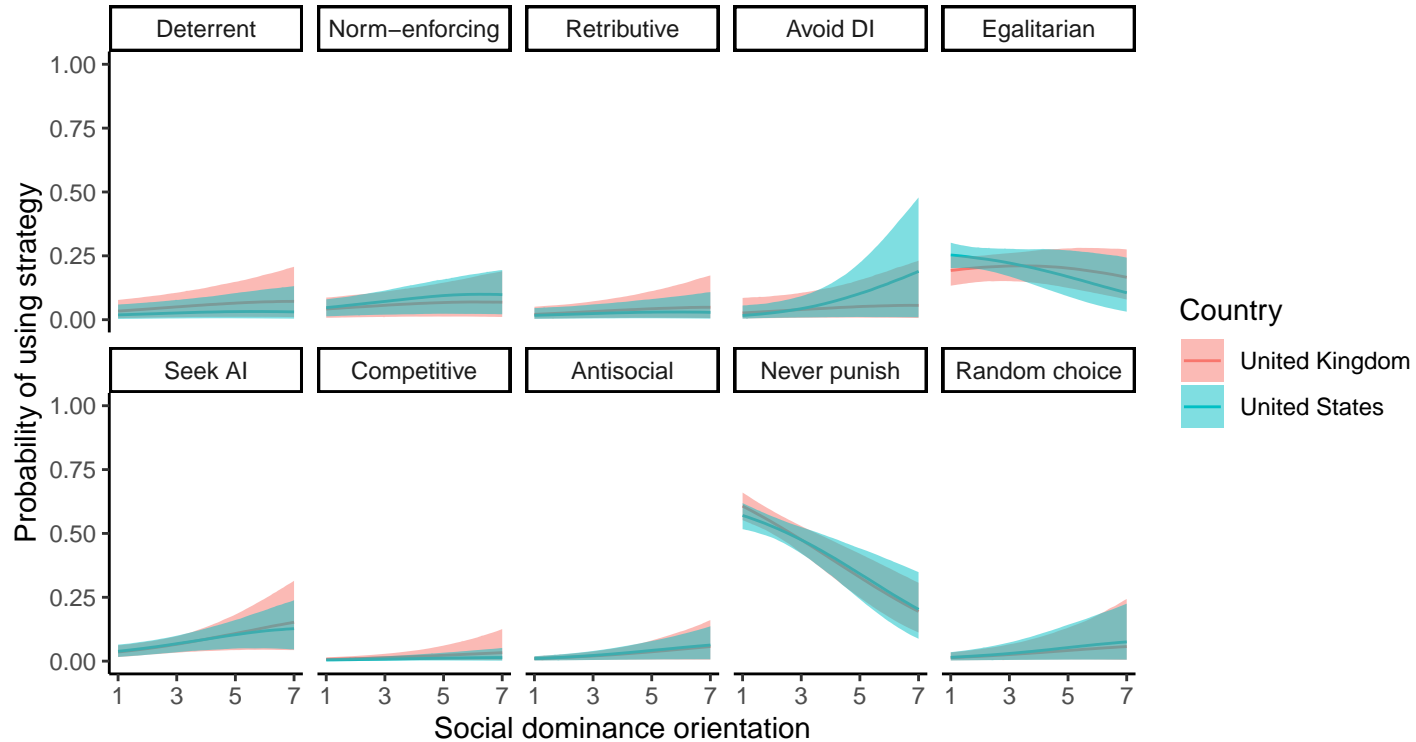 Deterrent Norm−enforcing Retributive Avoid DI Egalitarian
1.00
0.75
0.50
0.25
0.00
Seek AI Competitive Antisocial Never punish Random choice
1.00
0.75
0.50
0.25
0.00
1 3 5 7 1 3 5 7 1 3 5 7 1 3 5 7 1 3 5 7
Social dominance orientation
Probability of using strategy
Country
United Kingdom
United States